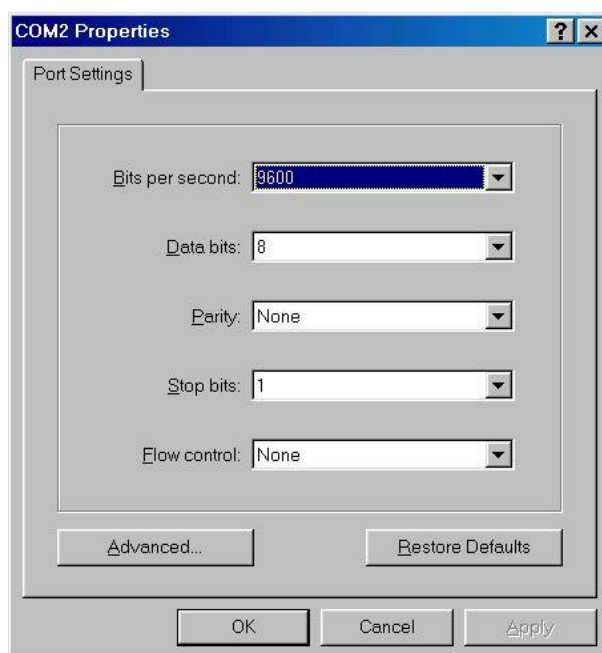 COM2 Properties
Port Settings
Bits per second: 9600
Data bits: 8
Parity: None
Stop bits: 1
Flow control: None
Advanced... Restore Defaults
OK Cancel Apply